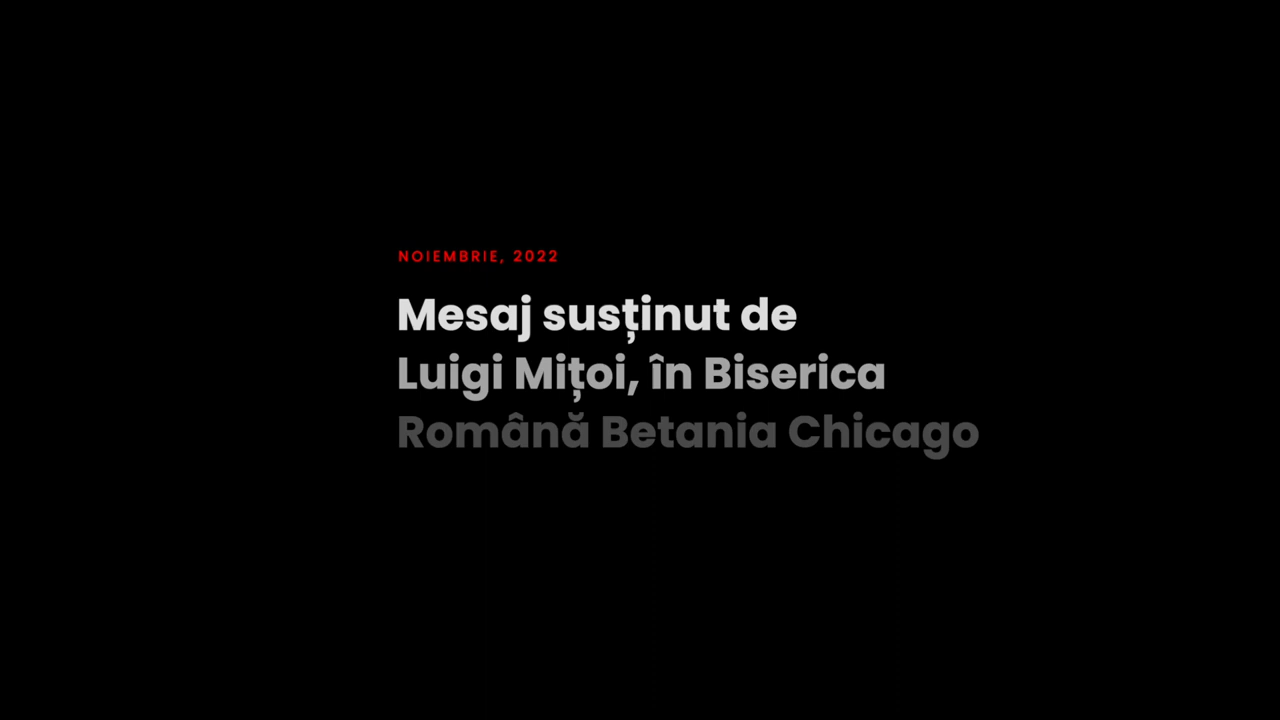 NOIEMBRIE, 2022
Mesaj susținut de
Luigi Mițoi, în Biserica
Română Betania Chicago